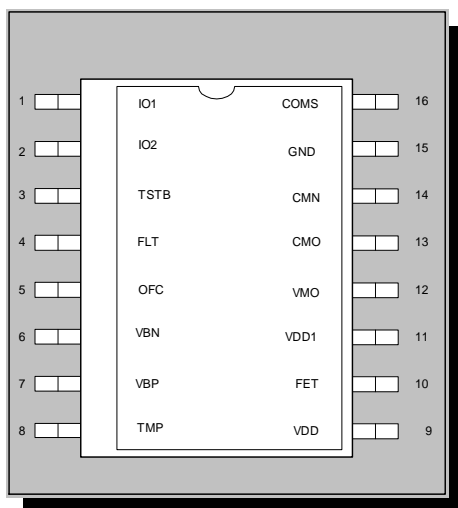 1 IO1 COMS 16
2 IO2 GND 15
3 TSTB CMN 14
4 FLT CMO 13
5 OFC VMO 12
6 VBN VDD1 11
7 VBP FET 10
8 TMP VDD 9